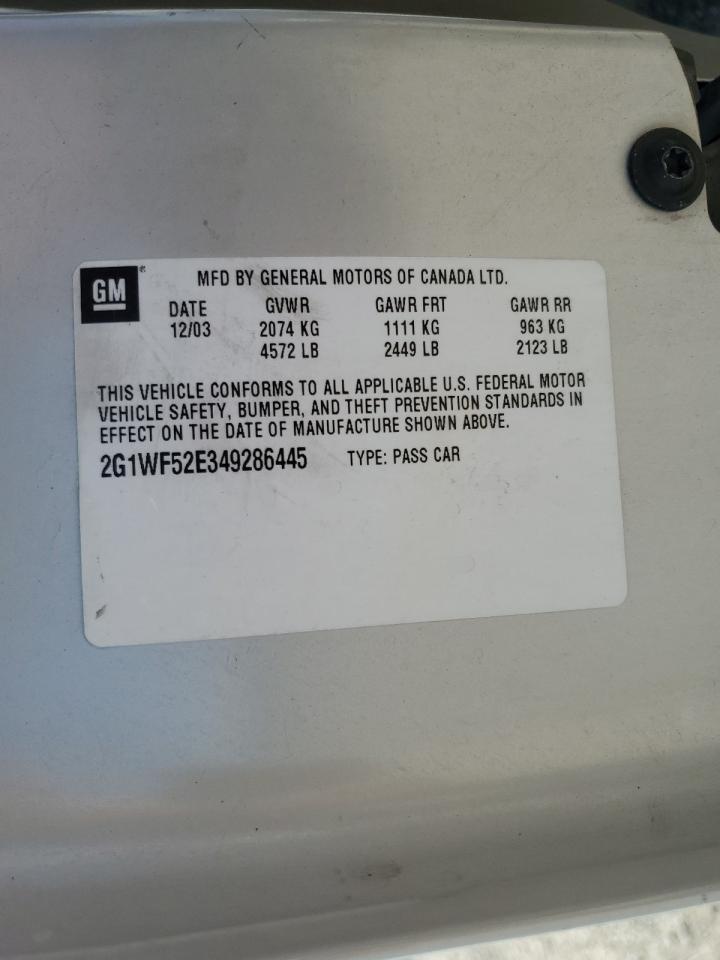 GM® MFD BY GENERAL MOTORS OF CANADA LTD.
DATE GVWR GAWR FRT GAWR RR
12/03 2074 KG 1111 KG 963 KG
4572 LB 2449 LB 2123 LB
THIS VEHICLE CONFORMS TO ALL APPLICABLE U.S. FEDERAL MOTOR
VEHICLE SAFETY, BUMPER, AND THEFT PREVENTION STANDARDS IN
EFFECT ON THE DATE OF MANUFACTURE SHOWN ABOVE.
2G1WF52E349286445 TYPE: PASS CAR